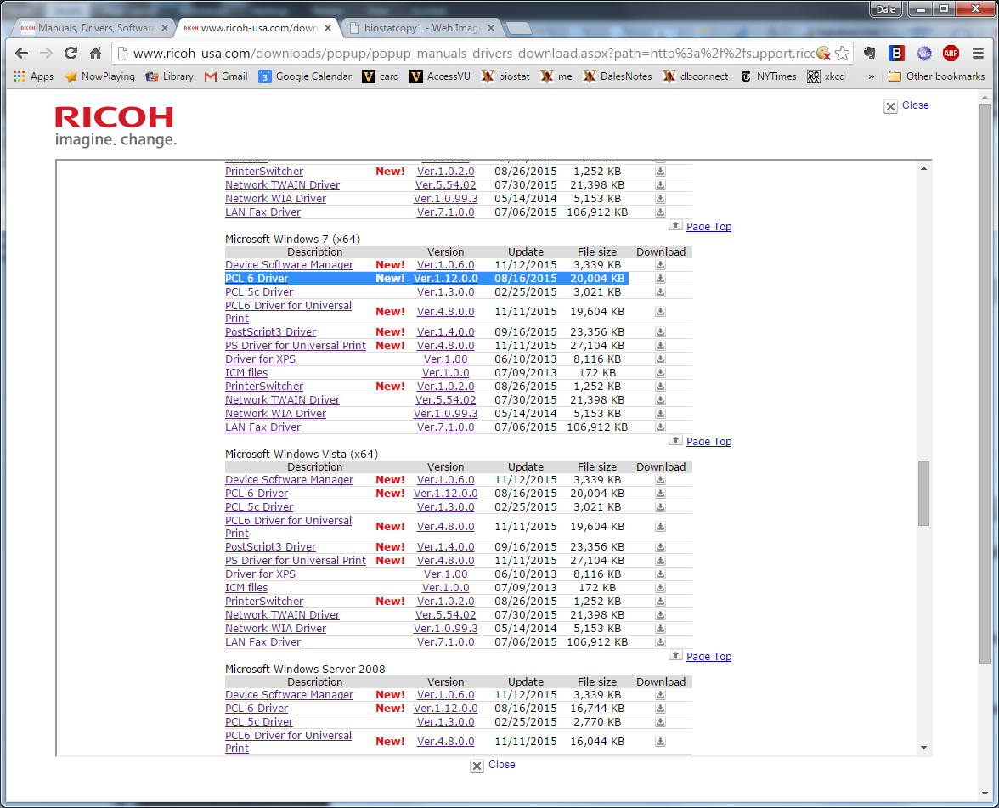 Dale
Manuals, Drivers, Software
RICOH www.ricoh-usa.com/down
biostatcopy1 - Web Imag
www.ricoh-usa.com/downloads/popup/popup_manuals_drivers_download.aspx?path=http%3a%2f%2fsupport.rico
Apps NowPlaying Library Gmail 3 Google Calendar V card V AccessVU biostat me DalesNotes dbconnect NYTimes xkcd » Other bookmarks
Close
RICOH
imagine. change.
PrinterSwitcher New! Ver.1.0.2.0 08/26/2015 1,252 KB
Network TWAIN Driver Ver.5.54.02 07/30/2015 21,398 KB
Network WIA Driver Ver.1.0.99.3 05/14/2014 5,153 KB
LAN Fax Driver Ver.7.1.0.0 07/06/2015 106,912 KB
Page Top
Microsoft Windows 7 (x64)
Description Version Update File size Download
Device Software Manager New! Ver.1.0.6.0 11/12/2015 3,339 KB
PCL 6 Driver New! Ver.1.12.0.0 08/16/2015 20,004 KB
PCL 5c Driver Ver.1.3.0.0 02/25/2015 3,021 KB
PCL6 Driver for Universal Print New! Ver.4.8.0.0 11/11/2015 19,604 KB
PostScript3 Driver New! Ver.1.4.0.0 09/16/2015 23,356 KB
PS Driver for Universal Print New! Ver.4.8.0.0 11/11/2015 27,104 KB
Driver for XPS Ver.1.00 06/10/2013 8,116 KB
ICM files Ver.1.0.0 07/09/2013 172 KB
PrinterSwitcher New! Ver.1.0.2.0 08/26/2015 1,252 KB
Network TWAIN Driver Ver.5.54.02 07/30/2015 21,398 KB
Network WIA Driver Ver.1.0.99.3 05/14/2014 5,153 KB
LAN Fax Driver Ver.7.1.0.0 07/06/2015 106,912 KB
Page Top
Microsoft Windows Vista (x64)
Description Version Update File size Download
Device Software Manager New! Ver.1.0.6.0 11/12/2015 3,339 KB
PCL 6 Driver New! Ver.1.12.0.0 08/16/2015 20,004 KB
PCL 5c Driver Ver.1.3.0.0 02/25/2015 3,021 KB
PCL6 Driver for Universal Print New! Ver.4.8.0.0 11/11/2015 19,604 KB
PostScript3 Driver New! Ver.1.4.0.0 09/16/2015 23,356 KB
PS Driver for Universal Print New! Ver.4.8.0.0 11/11/2015 27,104 KB
Driver for XPS Ver.1.00 06/10/2013 8,116 KB
ICM files Ver.1.0.0 07/09/2013 172 KB
PrinterSwitcher New! Ver.1.0.2.0 08/26/2015 1,252 KB
Network TWAIN Driver Ver.5.54.02 07/30/2015 21,398 KB
Network WIA Driver Ver.1.0.99.3 05/14/2014 5,153 KB
LAN Fax Driver Ver.7.1.0.0 07/06/2015 106,912 KB
Page Top
Microsoft Windows Server 2008
Description Version Update File size Download
Device Software Manager New! Ver.1.0.6.0 11/12/2015 3,339 KB
PCL 6 Driver New! Ver.1.12.0.0 08/16/2015 16,744 KB
PCL 5c Driver Ver.1.3.0.0 02/25/2015 2,770 KB
PCL6 Driver for Universal Print New! Ver.4.8.0.0 11/11/2015 16,044 KB
Close